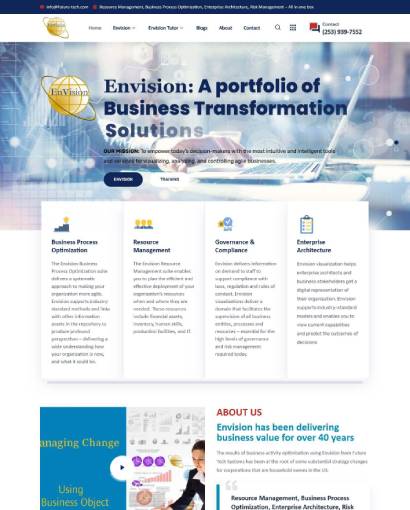 info@future-tech.com Resource Management, Business Process Optimization, Enterprise Architecture, Risk Management – All in one box
EnVision
Home Envision Envision Tutor Blogs About Contact
Contact
(253) 939-7552
EnVision
Envision: A portfolio of
Business Transformation
Solutions
OUR MISSION: To empower today's decision-makers with the most intuitive and intelligent tools
and services for visualizing, analyzing, and controlling agile businesses.
ENVISION TRAINING
Business Process
Optimization
The Envision Business
Process Optimization suite
delivers a systematic
approach to making your
organization more agile.
Envision supports industry
standard methods and links
with other information
assets in the repository to
produce profound
perspectives – delivering a
wide understanding how
your organization is now,
and what it could be.
Resource
Management
The Envision Resource
Management suite enables
you to plan the efficient and
effective deployment of your
organization's resources
when and where they are
needed. These resources
include financial assets,
inventory, human skills,
production facilities, and IT.
Governance &
Compliance
Envision delivers information
on demand to staff to
support compliance with
laws, regulation and rules of
conduct. Envision
visualizations deliver a
domain that facilitates the
supervision of all business
entities, processes and
resources – essential for the
high levels of governance
and risk management
required today.
Enterprise
Architecture
Envision visualization helps
enterprise architects and
business stakeholders get a
digital representation of
their organization. Envision
supports industry-standard
models and enables you to
view current capabilities
and predict the outcomes of
decisions
anaging Change
Using
Business Object
ABOUT US
Envision has been delivering
business value for over 40 years
The results of business activity optimization using Envision from Future
Tech Systems has been at the root of some substantial strategy changes
for corporations that are household names in the US.
Resource Management, Business Process
Optimization, Enterprise Architecture, Risk